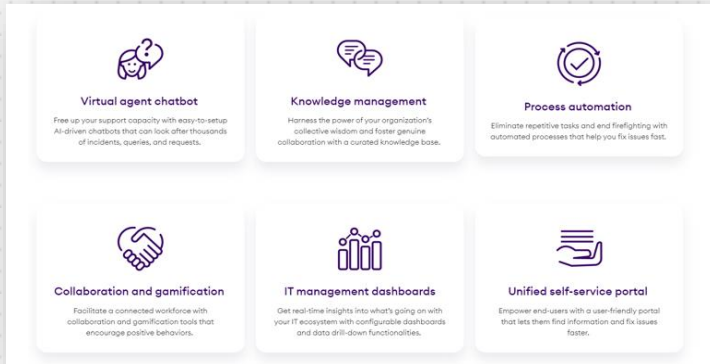 Virtual agent chatbot
Free up your support capacity with easy-to-setup
AI-driven chatbots that can look after thousands
of incidents, queries, and requests.
Knowledge management
Harness the power of your organization's
collective wisdom and foster genuine
collaboration with a curated knowledge base.
Process automation
Eliminate repetitive tasks and end firefighting with
automated processes that help you fix issues fast.
Collaboration and gamification
Facilitate a connected workforce with
collaboration and gamification tools that
encourage positive behaviors.
IT management dashboards
Get real-time insights into what's going on with
your IT ecosystem with configurable dashboards
and data drill-down functionalities.
Unified self-service portal
Empower end-users with a user-friendly portal
that lets them find information and fix issues
faster.